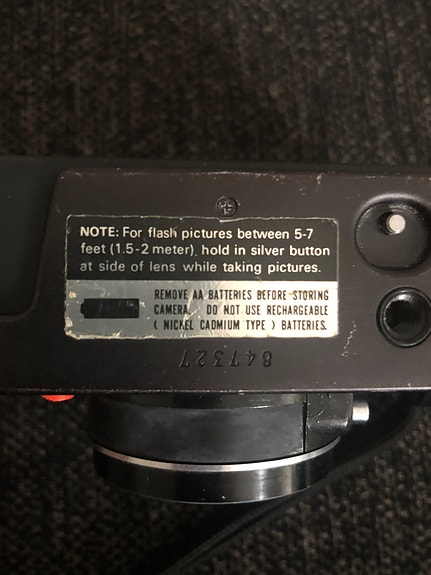 NOTE: For flash pictures between 5-7
feet (1.5-2 meter) hold in silver button
at side of lens while taking pictures.
REMOVE AA BATTERIES BEFORE STORING
CAMERA. DO NOT USE RECHARGEABLE
( NICKEL CADMIUM TYPE ) BATTERIES.
847327